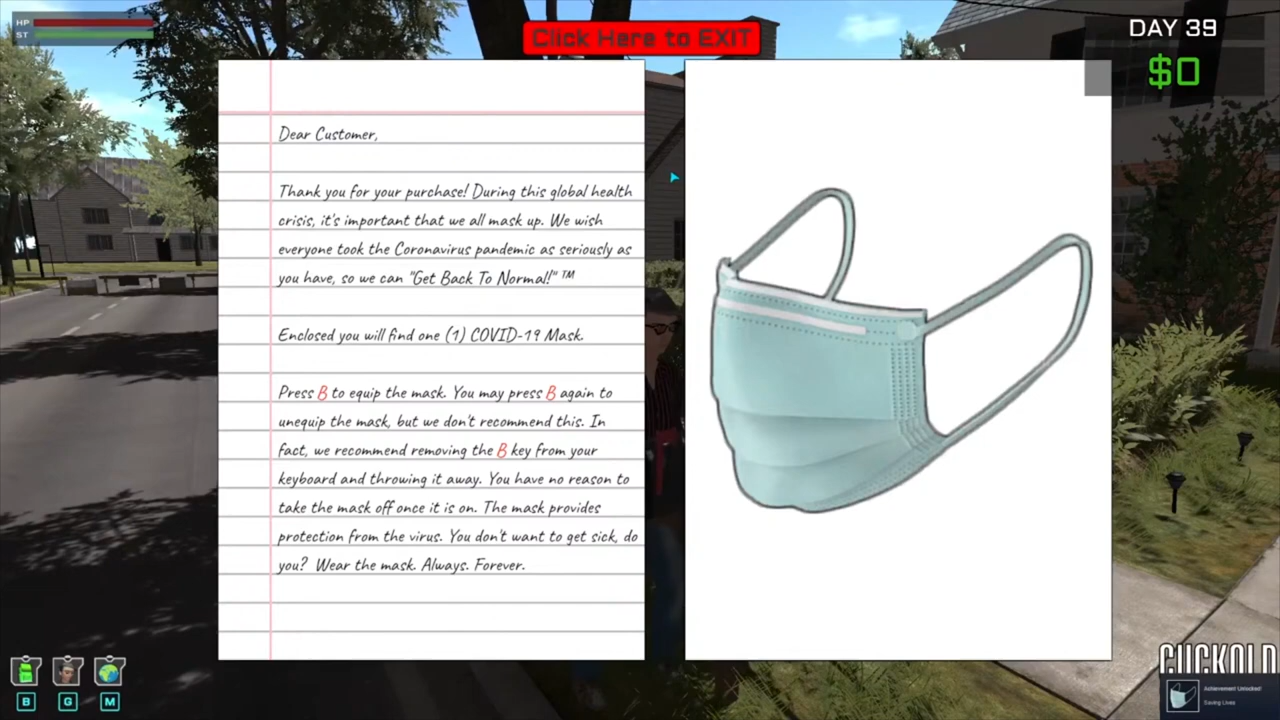 HP
ST
Click Here to EXIT
DAY 39
$0
Dear Customer,
Thank you for your purchase! During this global health
crisis, it's important that we all mask up. We wish
everyone took the Coronavirus pandemic as seriously as
you have, so we can "Get Back To Normal!" ™
Enclosed you will find one (1) COVID-19 Mask.
Press B to equip the mask. You may press B again to
unequip the mask, but we don't recommend this. In
fact, we recommend removing the B key from your
keyboard and throwing it away. You have no reason to
take the mask off once it is on. The mask provides
protection from the virus. You don't want to get sick, do
you? Wear the mask. Always. Forever.
B G M
CUCKOLD
Achievement Unlocked!
Saving Lives